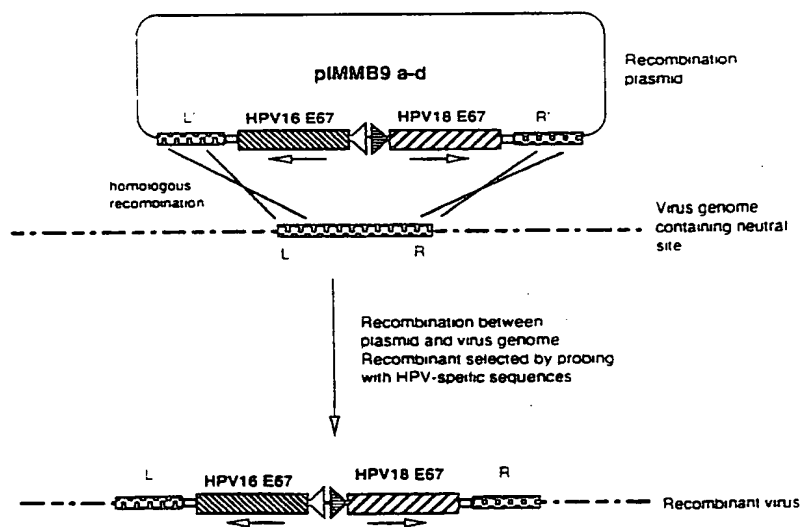 pIMMB9 a-d
Recombination
plasmid
L'
HPV16 E67
HPV18 E67
R'
homologous
recombination
Virus genome
containing neutral
site
L
R
Recombination between
plasmid and virus genome
Recombinant selected by probing
with HPV-speific sequences
L
HPV16 E67
HPV18 E67
R
Recombinant virus